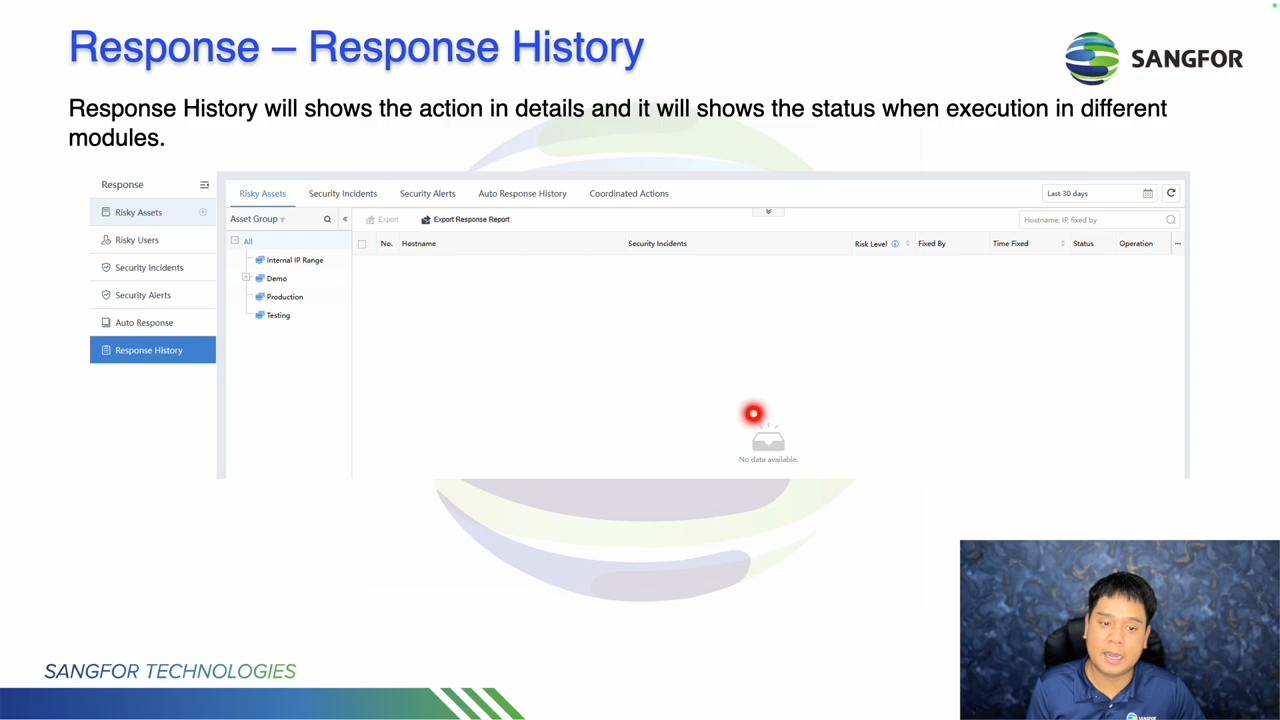 Response – Response History
SANGFOR
Response History will shows the action in details and it will shows the status when execution in different
modules.
Response
Risky Assets
Risky Users
Security Incidents
Security Alerts
Auto Response
Response History
Risky Assets Security Incidents Security Alerts Auto Response History Coordinated Actions Last 30 days
Asset Group Export Export Response Report Hostname, IP, fixed by
No. Hostname Security Incidents Risk Level Fixed By Time Fixed Status Operation
All
Internal IP Range
Demo
Production
Testing
No data available.
SANGFOR TECHNOLOGIES
SANGFOR